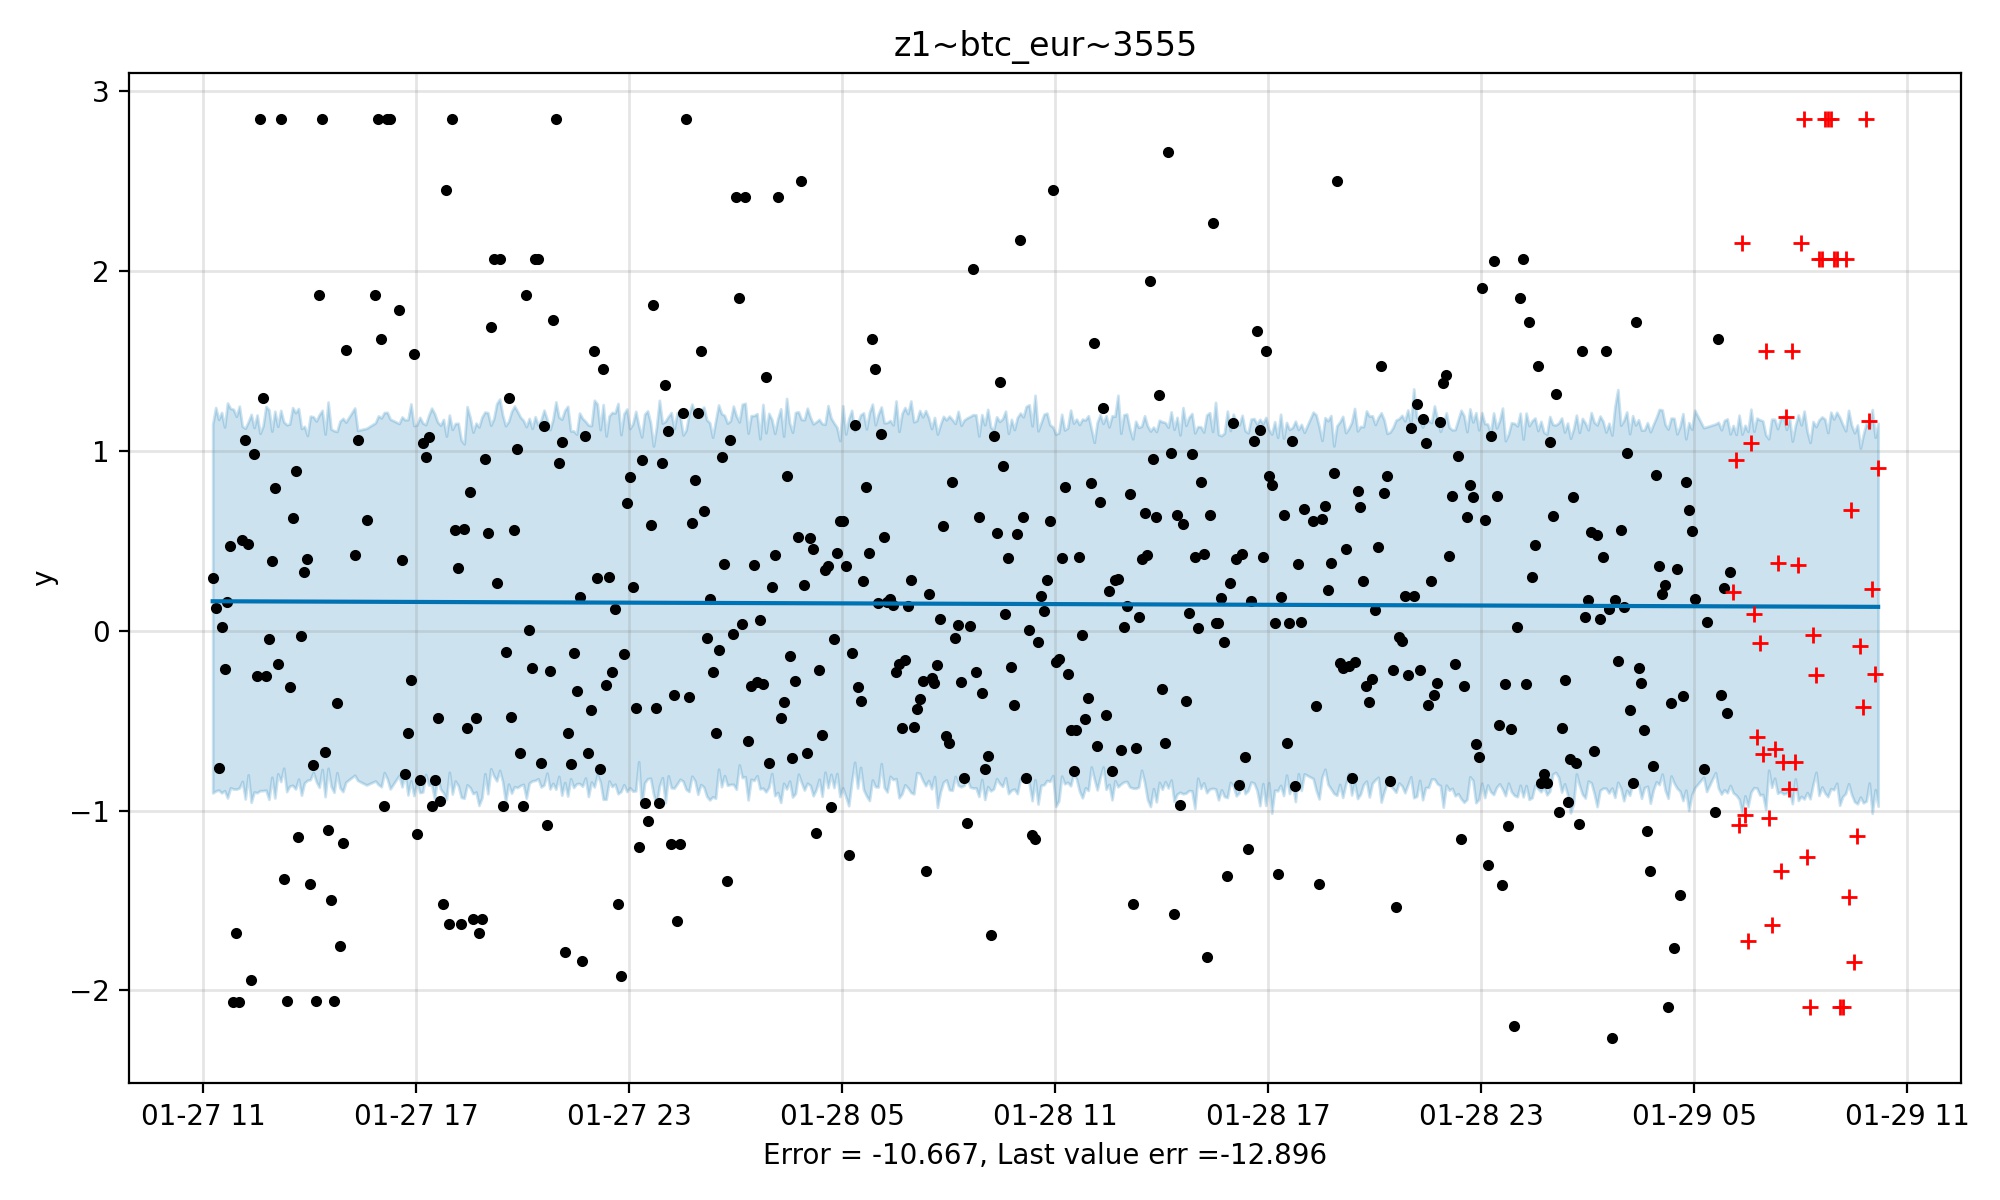 z1~btc_eur~3555
3
2
1
0
−1
−2
y
01-27 11 01-27 17 01-27 23 01-28 05 01-28 11 01-28 17 01-28 23 01-29 05 01-29 11
Error = -10.667, Last value err =-12.896